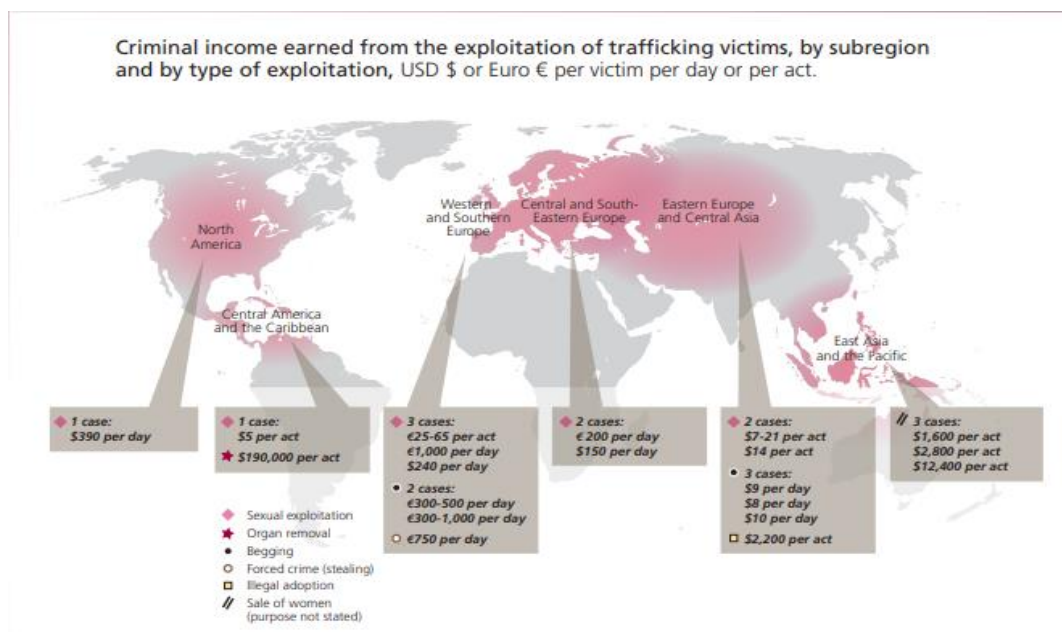 Criminal income earned from the exploitation of trafficking victims, by subregion
and by type of exploitation, USD $ or Euro € per victim per day or per act.
North
America
Central America
and the Caribbean
Western
and Southern
Europe
Central and South-
Eastern Europe
Eastern Europe
and Central Asia
East Asia
and the Pacific
1 case:
$390 per day
1 case:
$5 per act
$190,000 per act
3 cases:
€25-65 per act
€1,000 per day
$240 per day
2 cases:
€300-500 per day
€300-1,000 per day
€750 per day
2 cases:
€ 200 per day
$150 per day
2 cases:
$7-21 per act
$14 per act
3 cases:
$9 per day
$8 per day
$10 per day
$2,200 per act
3 cases:
$1,600 per act
$2,800 per act
$12,400 per act
Sexual exploitation
Organ removal
Begging
Forced crime (stealing)
Illegal adoption
Sale of women
(purpose not stated)